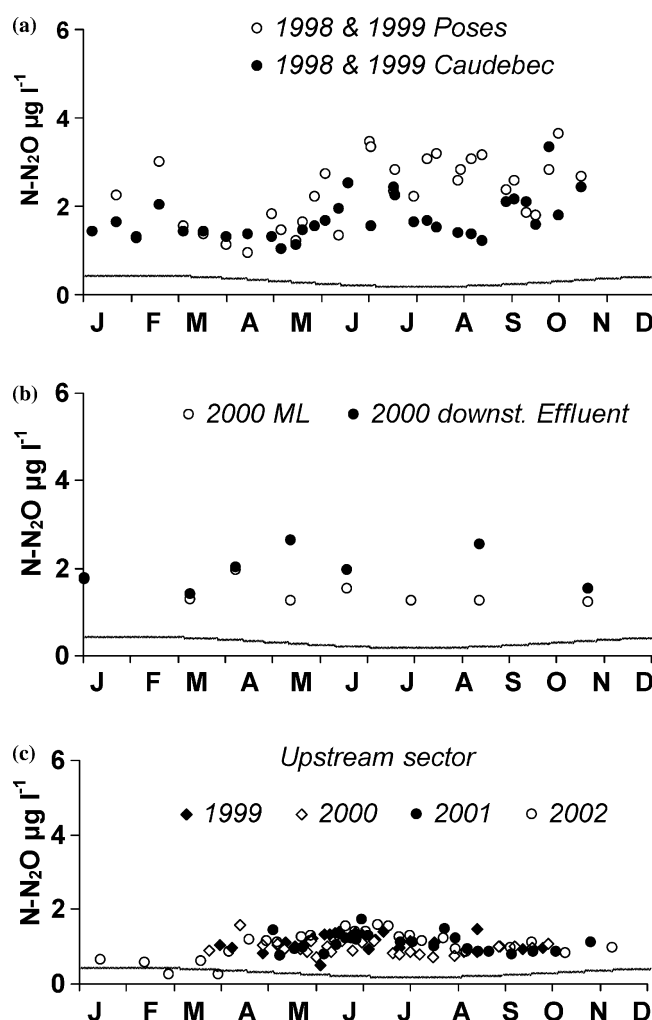 (a)
○ 1998 & 1999 Poses
● 1998 & 1999 Caudebec
N-N₂O µg l⁻¹
6
4
2
0
J F M A M J J A S O N D
(b)
○ 2000 ML ● 2000 downst. Effluent
N-N₂O µg l⁻¹
6
4
2
0
J F M A M J J A S O N D
(c)
Upstream sector
◆ 1999 ◇ 2000 ● 2001 ○ 2002
N-N₂O µg l⁻¹
6
4
2
0
J F M A M J J A S O N D